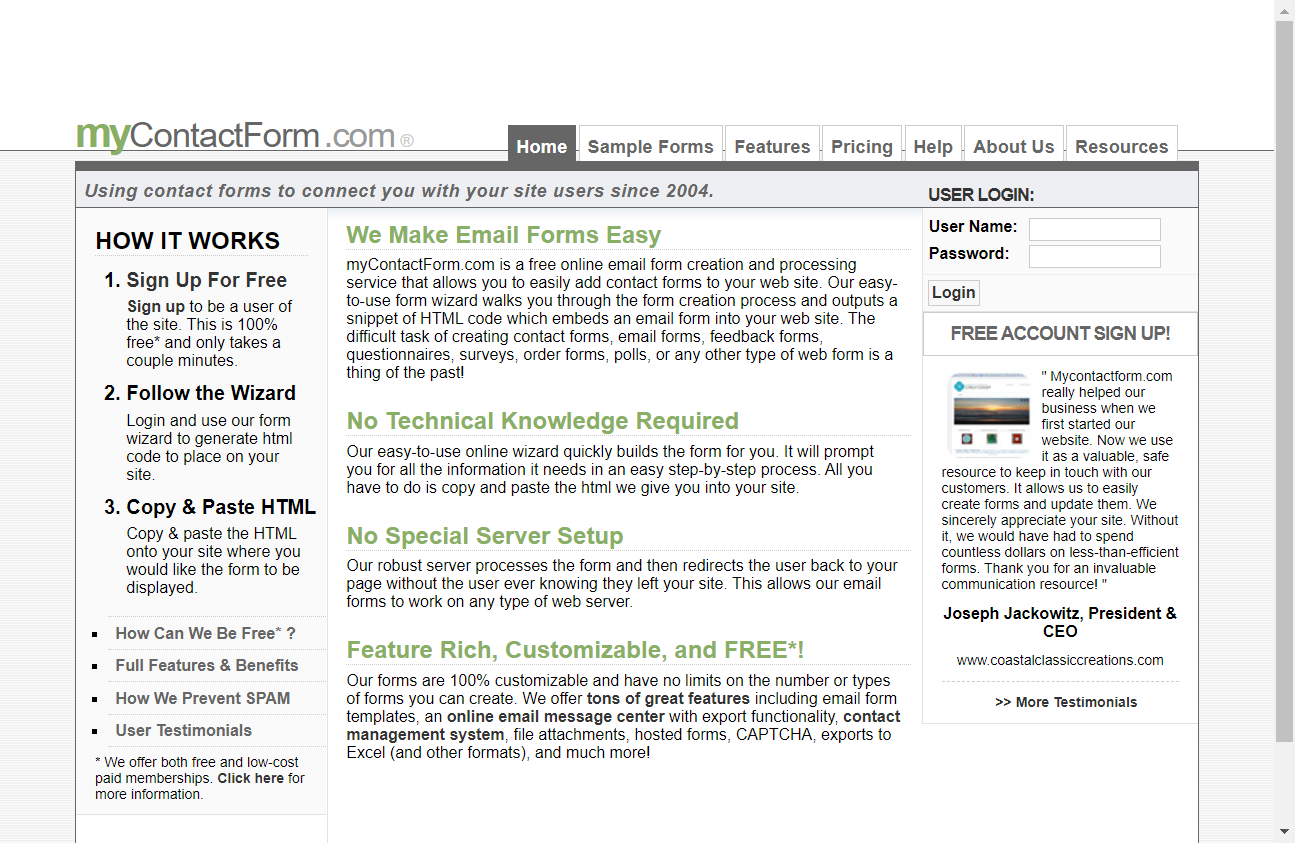 myContactForm.com ®
Home
Sample Forms
Features
Pricing
Help
About Us
Resources
Using contact forms to connect you with your site users since 2004.
HOW IT WORKS
1. Sign Up For Free
Sign up to be a user of
the site. This is 100%
free* and only takes a
couple minutes.
2. Follow the Wizard
Login and use our form
wizard to generate html
code to place on your
site.
3. Copy & Paste HTML
Copy & paste the HTML
onto your site where you
would like the form to be
displayed.
How Can We Be Free* ?
Full Features & Benefits
How We Prevent SPAM
User Testimonials
* We offer both free and low-cost
paid memberships. Click here for
more information.
We Make Email Forms Easy
myContactForm.com is a free online email form creation and processing
service that allows you to easily add contact forms to your web site. Our easy-
to-use form wizard walks you through the form creation process and outputs a
snippet of HTML code which embeds an email form into your web site. The
difficult task of creating contact forms, email forms, feedback forms,
questionnaires, surveys, order forms, polls, or any other type of web form is a
thing of the past!
No Technical Knowledge Required
Our easy-to-use online wizard quickly builds the form for you. It will prompt
you for all the information it needs in an easy step-by-step process. All you
have to do is copy and paste the html we give you into your site.
No Special Server Setup
Our robust server processes the form and then redirects the user back to your
page without the user ever knowing they left your site. This allows our email
forms to work on any type of web server.
Feature Rich, Customizable, and FREE*!
Our forms are 100% customizable and have no limits on the number or types
of forms you can create. We offer tons of great features including email form
templates, an online email message center with export functionality, contact
management system, file attachments, hosted forms, CAPTCHA, exports to
Excel (and other formats), and much more!
USER LOGIN:
User Name:
Password:
Login
FREE ACCOUNT SIGN UP!
" Mycontactform.com
really helped our
business when we
first started our
website. Now we use
it as a valuable, safe
resource to keep in touch with our
customers. It allows us to easily
create forms and update them. We
sincerely appreciate your site. Without
it, we would have had to spend
countless dollars on less-than-efficient
forms. Thank you for an invaluable
communication resource! "
Joseph Jackowitz, President &
CEO
www.coastalclassiccreations.com
>> More Testimonials